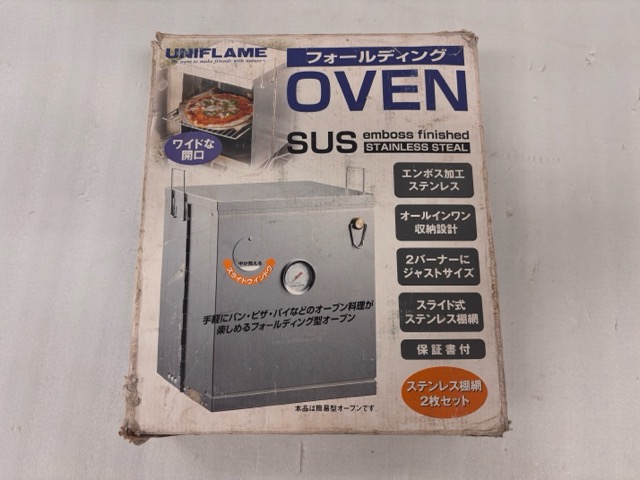 UNIFLAME
フォールディング
OVEN
SUS emboss finished
STAINLESS STEAL
ワイドな
開口
エンボス加工
ステンレス
オールインワン
収納設計
2バーナーに
ジャストサイズ
スライド式
ステンレス棚網
保証書付
ステンレス棚網
2枚セット
中が見える
スライドウインドウ
手軽にパン・ピザ・パイなどのオーブン料理が
楽しめるフォールディング型オーブン
本品は簡易型オーブンです